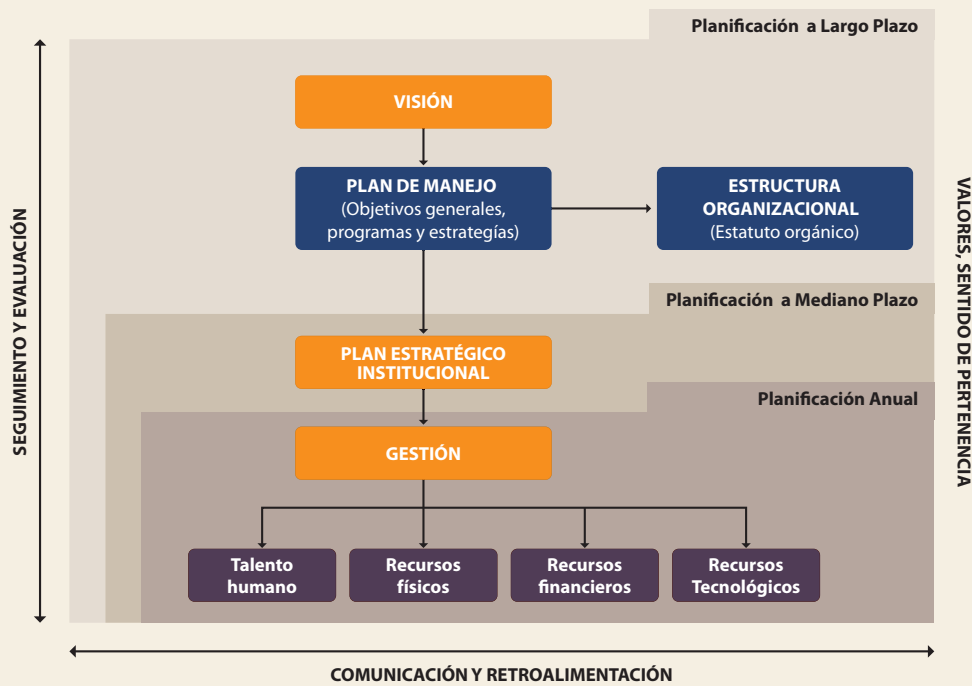 Planificación a Largo Plazo
VISIÓN
PLAN DE MANEJO
(Objetivos generales,
programas y estrategías)
ESTRUCTURA
ORGANIZACIONAL
(Estatuto orgánico)
Planificación a Mediano Plazo
PLAN ESTRATÉGICO
INSTITUCIONAL
Planificación Anual
GESTIÓN
Talento
humano
Recursos
físicos
Recursos
financieros
Recursos
Tecnológicos
SEGUIMIENTO Y EVALUACIÓN
VALORES, SENTIDO DE PERTENENCIA
COMUNICACIÓN Y RETROALIMENTACIÓN